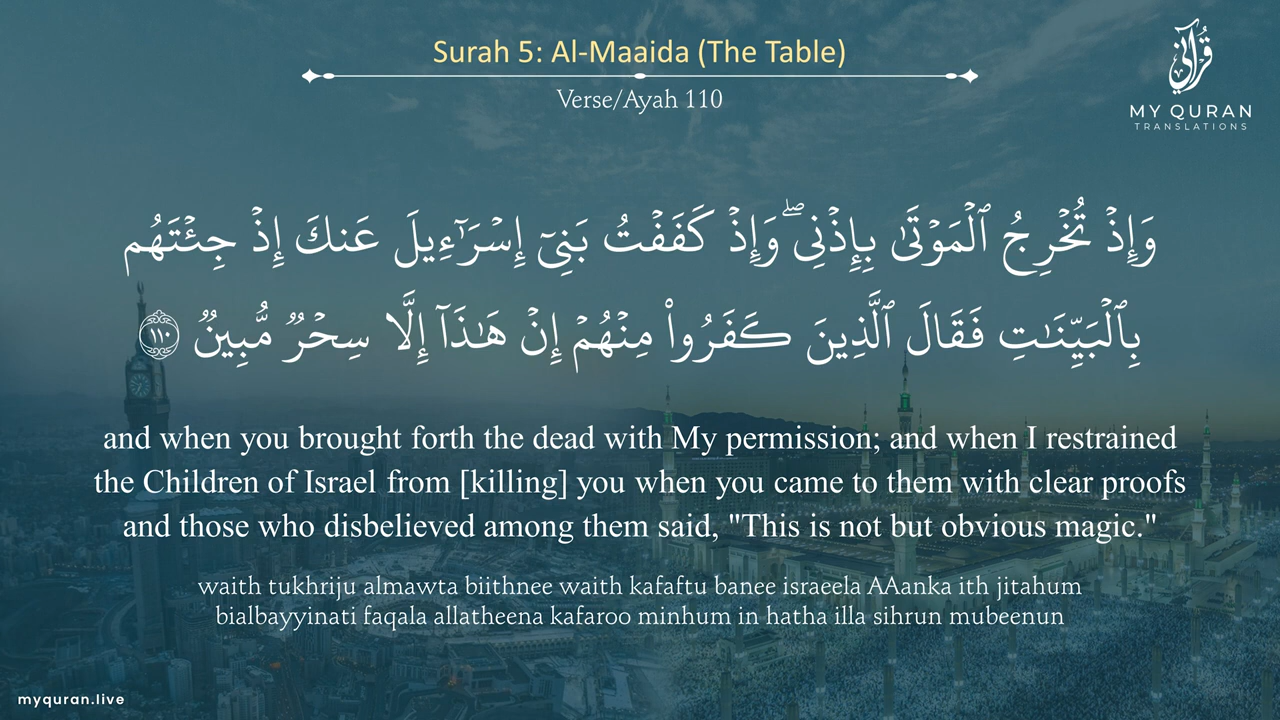 Surah 5: Al-Maaida (The Table)
Verse/Ayah 110
قرآني
MY QURAN
TRANSLATIONS
وَإِذْ تُخْرِجُ ٱلْمَوْتَىٰ بِإِذْنِى ۖ وَإِذْ كَفَفْتُ بَنِىٓ إِسْرَٰٓءِيلَ عَنكَ إِذْ جِئْتَهُم
بِٱلْبَيِّنَـٰتِ فَقَالَ ٱلَّذِينَ كَفَرُوا۟ مِنْهُمْ إِنْ هَـٰذَآ إِلَّا سِحْرٌ مُّبِينٌ ١١٠
and when you brought forth the dead with My permission; and when I restrained
the Children of Israel from [killing] you when you came to them with clear proofs
and those who disbelieved among them said, "This is not but obvious magic."
waith tukhriju almawta biithnee waith kafaftu banee israeela AAanka ith jitahum
bialbayyinati faqala allatheena kafaroo minhum in hatha illa sihrun mubeenun
myquran.live